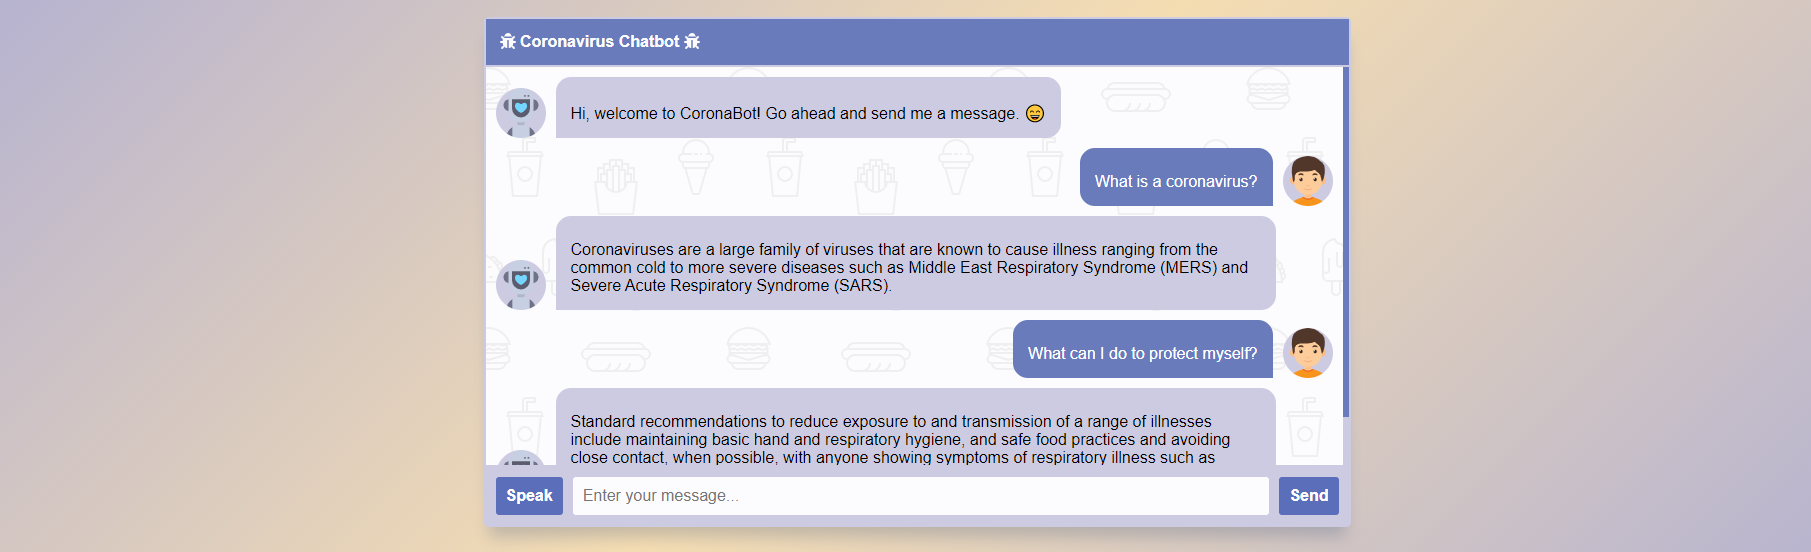 Coronavirus Chatbot
Hi, welcome to CoronaBot! Go ahead and send me a message. 😄
What is a coronavirus?
Coronaviruses are a large family of viruses that are known to cause illness ranging from the
common cold to more severe diseases such as Middle East Respiratory Syndrome (MERS) and
Severe Acute Respiratory Syndrome (SARS).
What can I do to protect myself?
Standard recommendations to reduce exposure to and transmission of a range of illnesses
include maintaining basic hand and respiratory hygiene, and safe food practices and avoiding
close contact, when possible, with anyone showing symptoms of respiratory illness such as
Speak
Enter your message...
Send